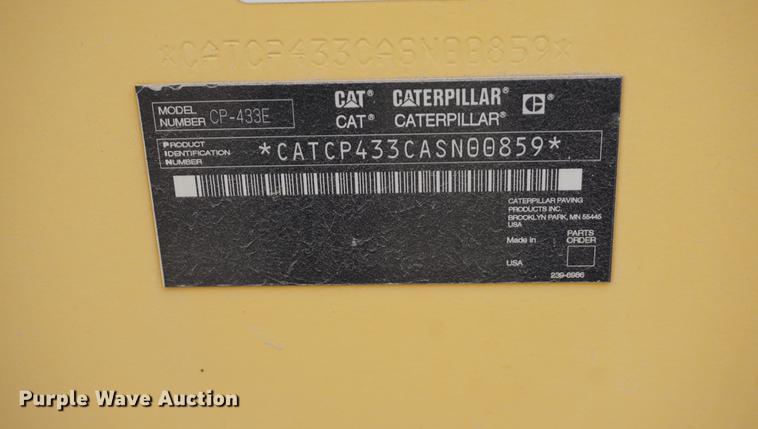 *CATCP433CASN00859*
CAT® CATERPILLAR® C®
MODEL NUMBER CP-433E
CAT® CATERPILLAR®
PRODUCT IDENTIFICATION NUMBER *CATCP433CASN00859*
CATERPILLAR PAVING
PRODUCTS INC.
BROOKLYN PARK, MN 55445
USA
Made in
PARTS
ORDER
USA
239-6986
Purple Wave Auction